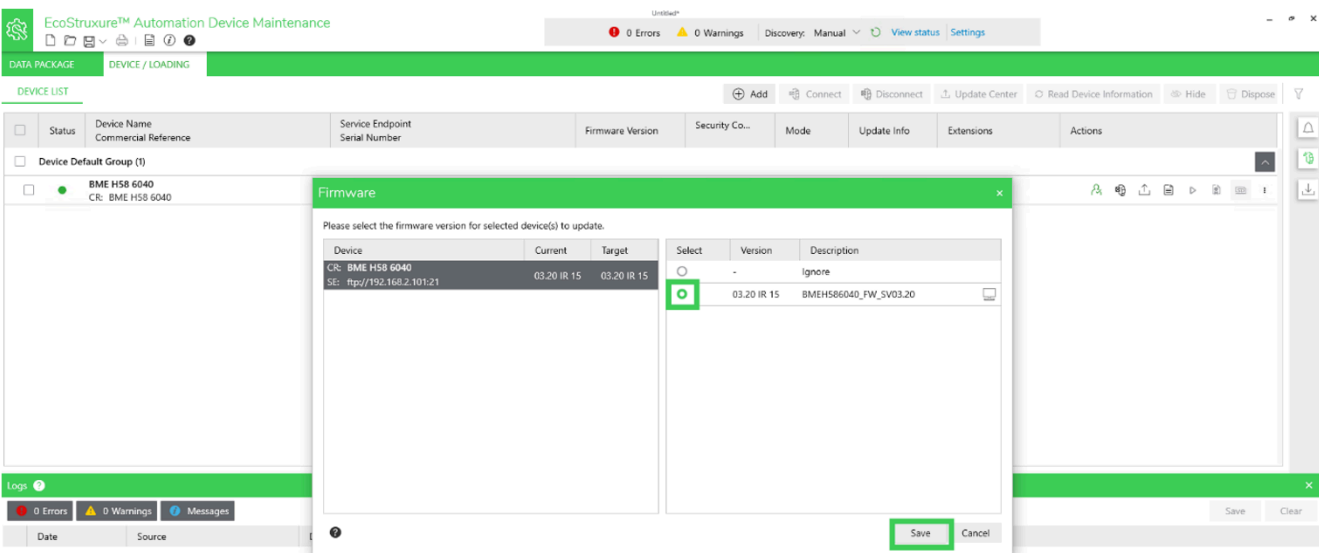 Untitled*
EcoStruxure™ Automation Device Maintenance
0 Errors 0 Warnings Discovery: Manual View status Settings
DATA PACKAGE DEVICE / LOADING
DEVICE LIST
Add Connect Disconnect Update Center Read Device Information Hide Dispose
Status Device Name Service Endpoint Firmware Version Security Co... Mode Update Info Extensions Actions
Commercial Reference Serial Number
Device Default Group (1)
BME H58 6040
CR: BME H58 6040
Firmware
Please select the firmware version for selected device(s) to update.
Device Current Target Select Version Description
CR: BME H58 6040 03.20 IR 15 03.20 IR 15
SE: ftp://192.168.2.101:21
- Ignore
03.20 IR 15 BMEH586040_FW_SV03.20
Logs
0 Errors 0 Warnings Messages Save Clear
Save Cancel
Date Source